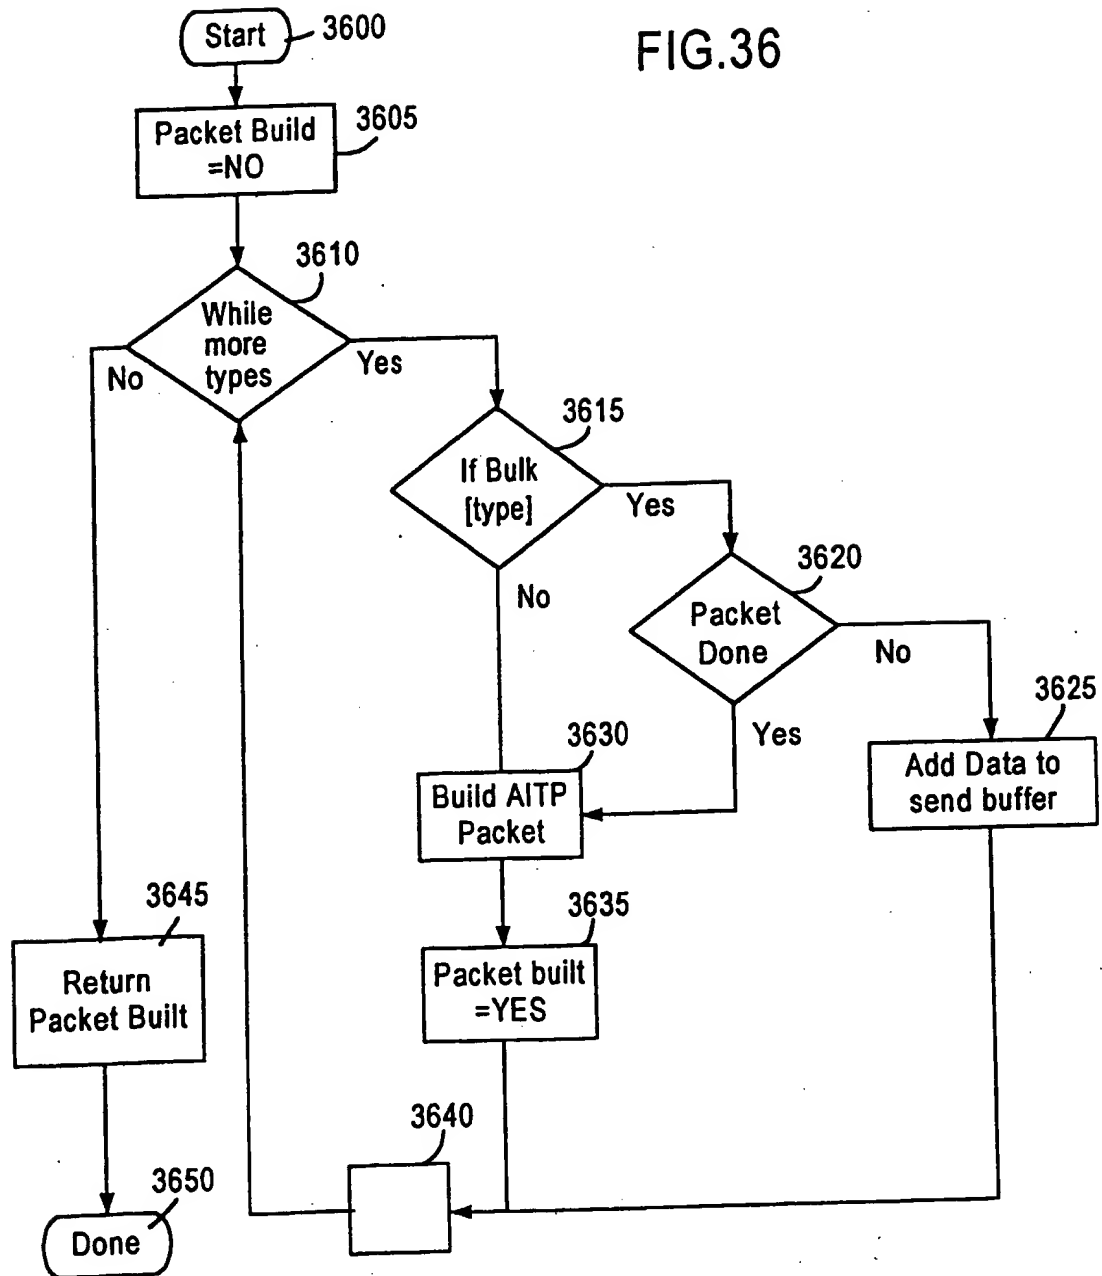 FIG.36
Start
3600
Packet Build
=NO
3605
3610
While
more
types
No
Yes
3615
If Bulk
[type]
Yes
No
3620
Packet
Done
No
Yes
3625
Add Data to
send buffer
3630
Build AITP
Packet
3635
Packet built
=YES
3640
3645
Return
Packet Built
3650
Done